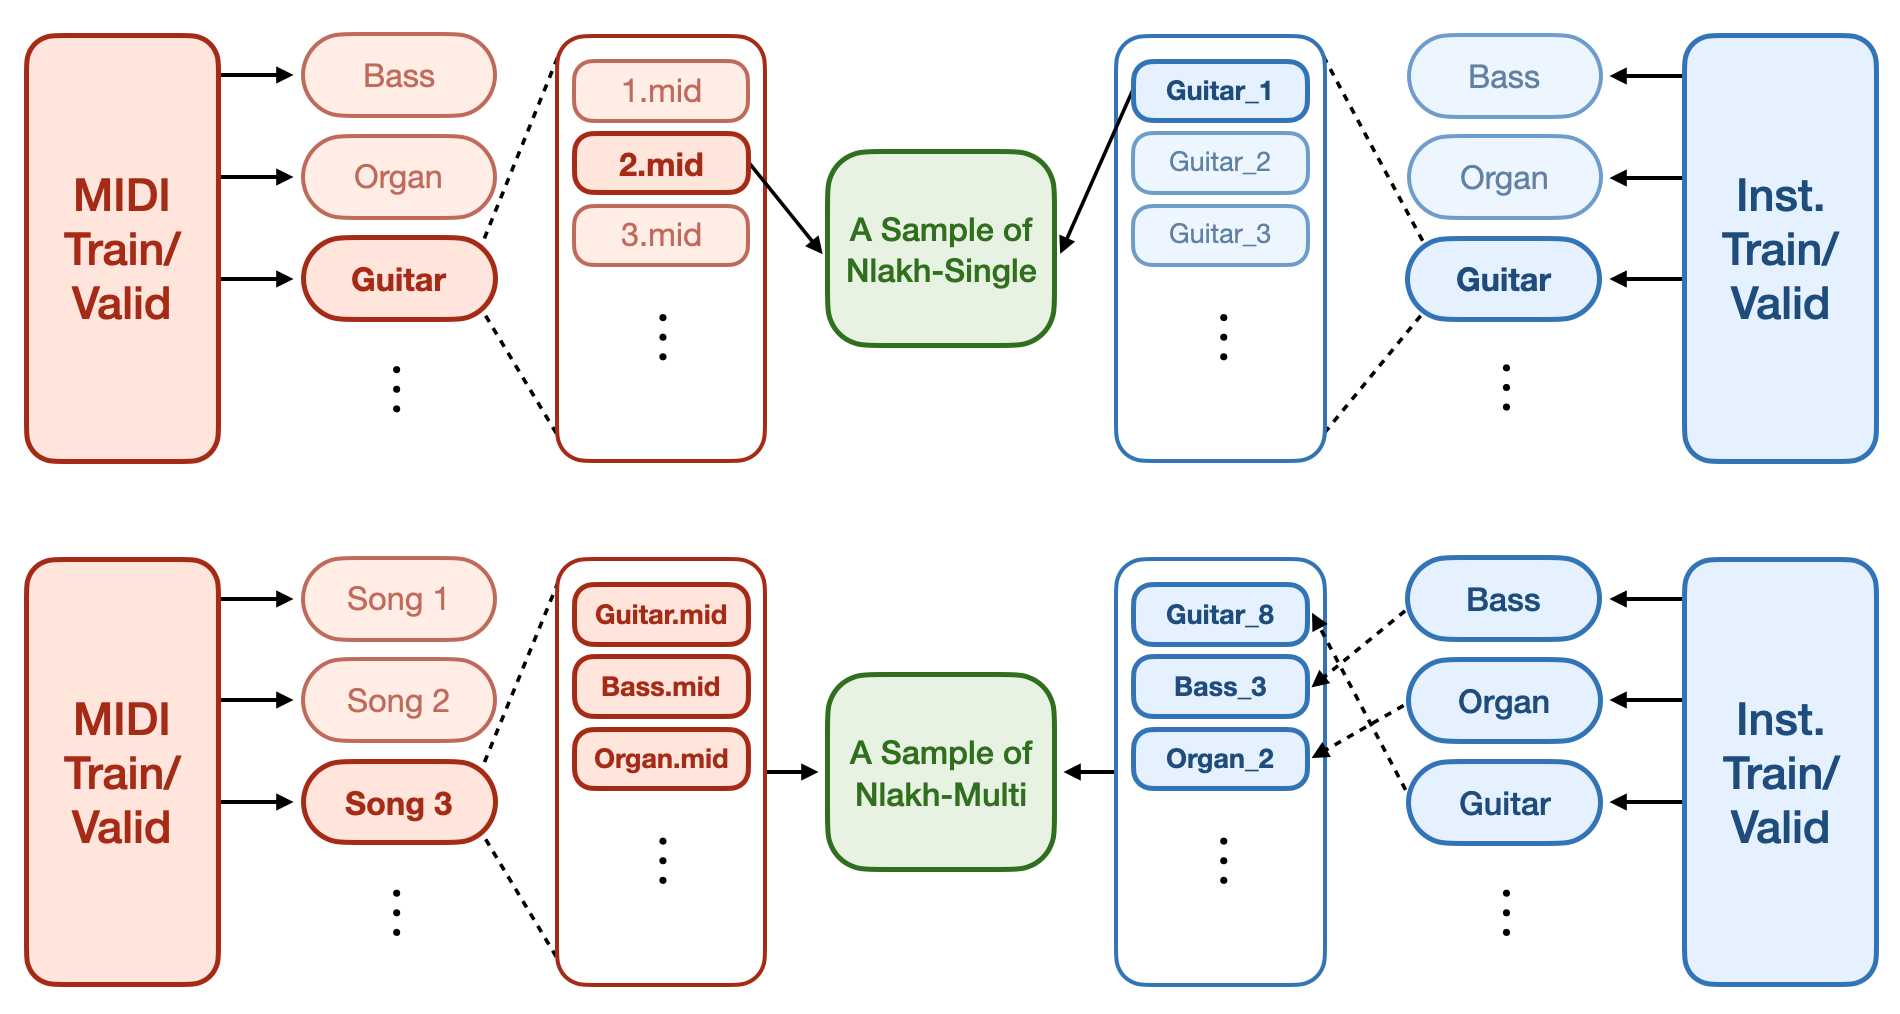 MIDI
Train/
Valid
Bass
Organ
Guitar
1.mid
2.mid
3.mid
A Sample of
Nlakh-Single
Guitar_1
Guitar_2
Guitar_3
Bass
Organ
Guitar
Inst.
Train/
Valid
MIDI
Train/
Valid
Song 1
Song 2
Song 3
Guitar.mid
Bass.mid
Organ.mid
A Sample of
Nlakh-Multi
Guitar_8
Bass_3
Organ_2
Bass
Organ
Guitar
Inst.
Train/
Valid